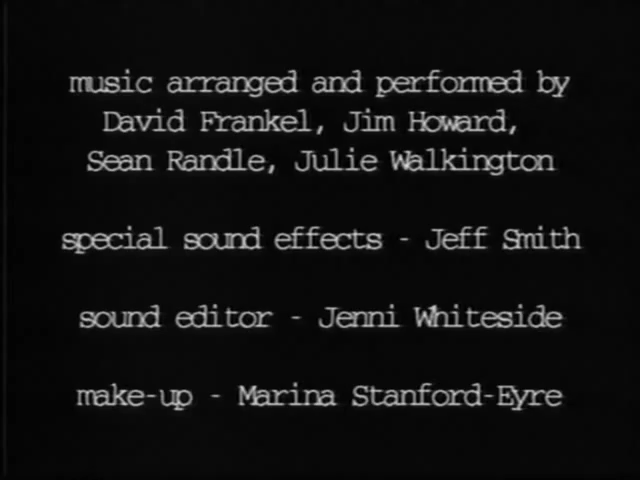 music arranged and performed by
David Frankel, Jim Howard,
Sean Randle, Julie Walkington
special sound effects - Jeff Smith
sound editor - Jenni Whiteside
make-up - Marina Stanford-Eyre